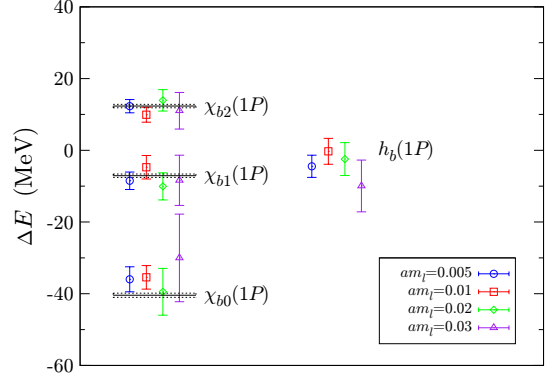 40
20
0
-20
-40
-60
ΔE (MeV)
χb2(1P)
χb1(1P)
χb0(1P)
hb(1P)
aml=0.005
aml=0.01
aml=0.02
aml=0.03